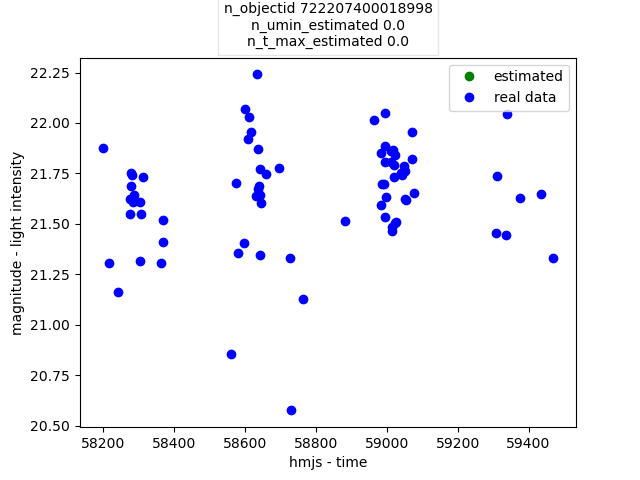 n_objectid 722207400018998
n_umin_estimated 0.0
n_t_max_estimated 0.0
estimated
real data
magnitude - light intensity
22.25
22.00
21.75
21.50
21.25
21.00
20.75
20.50
58200 58400 58600 58800 59000 59200 59400
hmjs - time